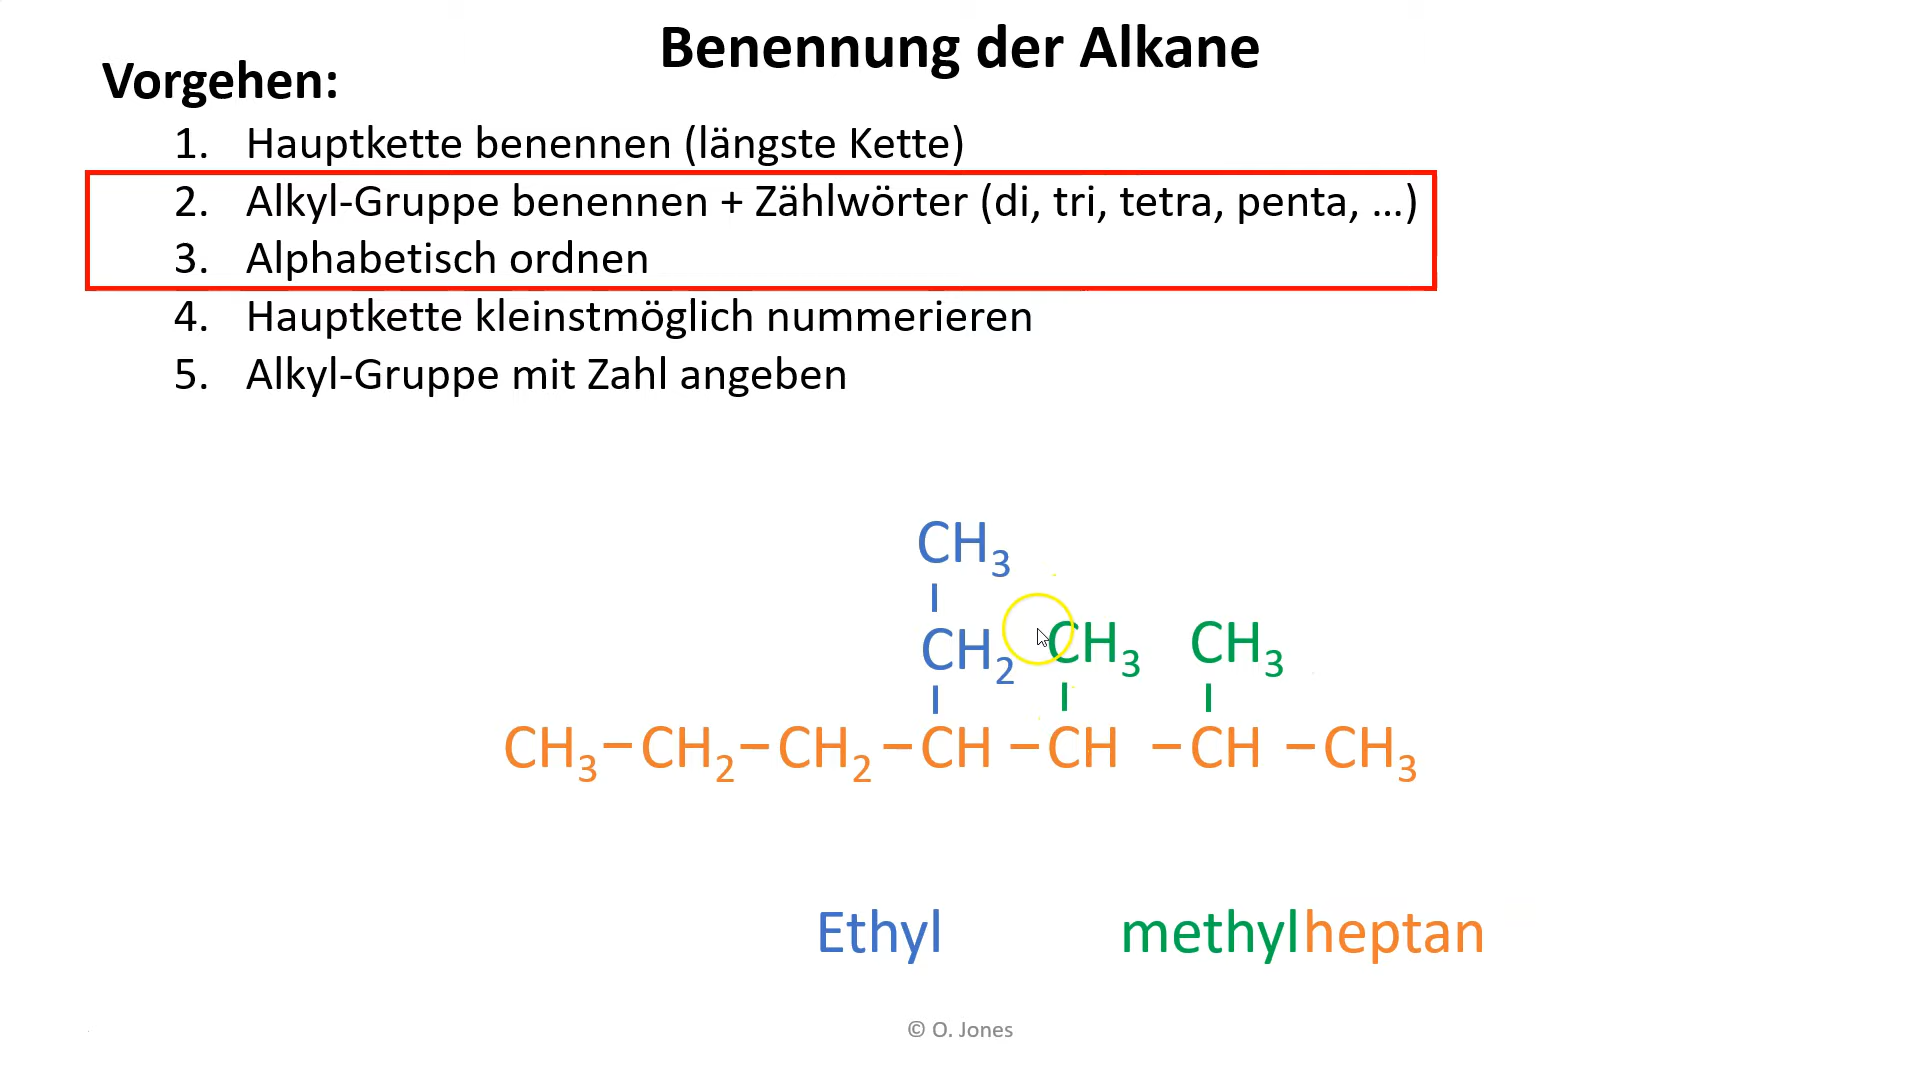 Benennung der Alkane
Vorgehen:
1. Hauptkette benennen (längste Kette)
2. Alkyl-Gruppe benennen + Zählwörter (di, tri, tetra, penta, …)
3. Alphabetisch ordnen
4. Hauptkette kleinstmöglich nummerieren
5. Alkyl-Gruppe mit Zahl angeben
CH₃
CH₂ CH₃ CH₃
CH₃–CH₂–CH₂–CH–CH–CH–CH₃
Ethyl methylheptan
© O. Jones